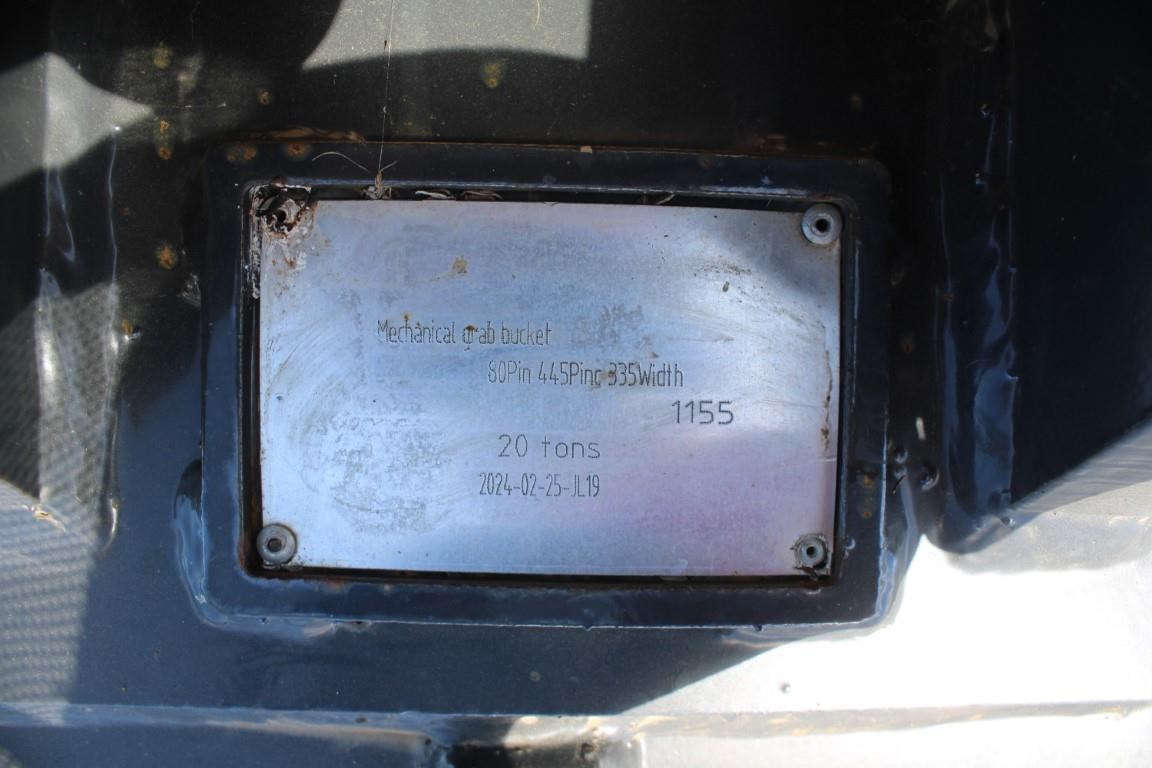 Mechanical grab bucket
80Pin 445Pinc 335Width
1155
20 tons
2024-02-25-JL19